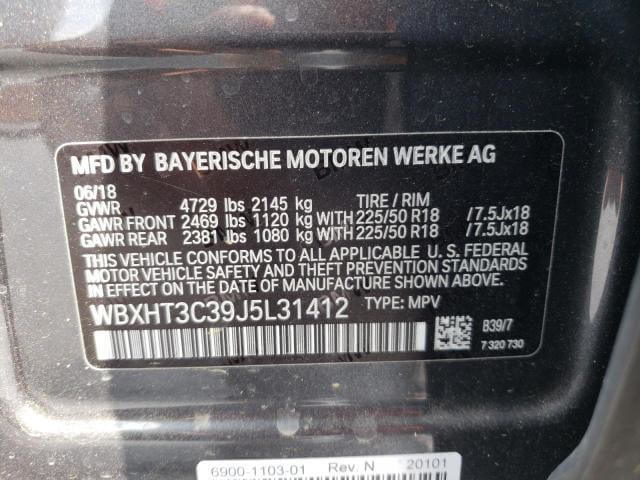 MFD BY BAYERISCHE MOTOREN WERKE AG
06/18
GVWR 4729 lbs 2145 kg TIRE / RIM
GAWR FRONT 2469 lbs 1120 kg WITH 225/50 R18 /7.5Jx18
GAWR REAR 2381 lbs 1080 kg WITH 225/50 R18 /7.5Jx18
THIS VEHICLE CONFORMS TO ALL APPLICABLE U.S. FEDERAL
MOTOR VEHICLE SAFETY AND THEFT PREVENTION STANDARDS
IN EFFECT ON THE DATE OF MANUFACTURE SHOWN ABOVE.
WBXHT3C39J5L31412 TYPE: MPV
B39/7
7 320 730
6900-1103-01 Rev. N 20101